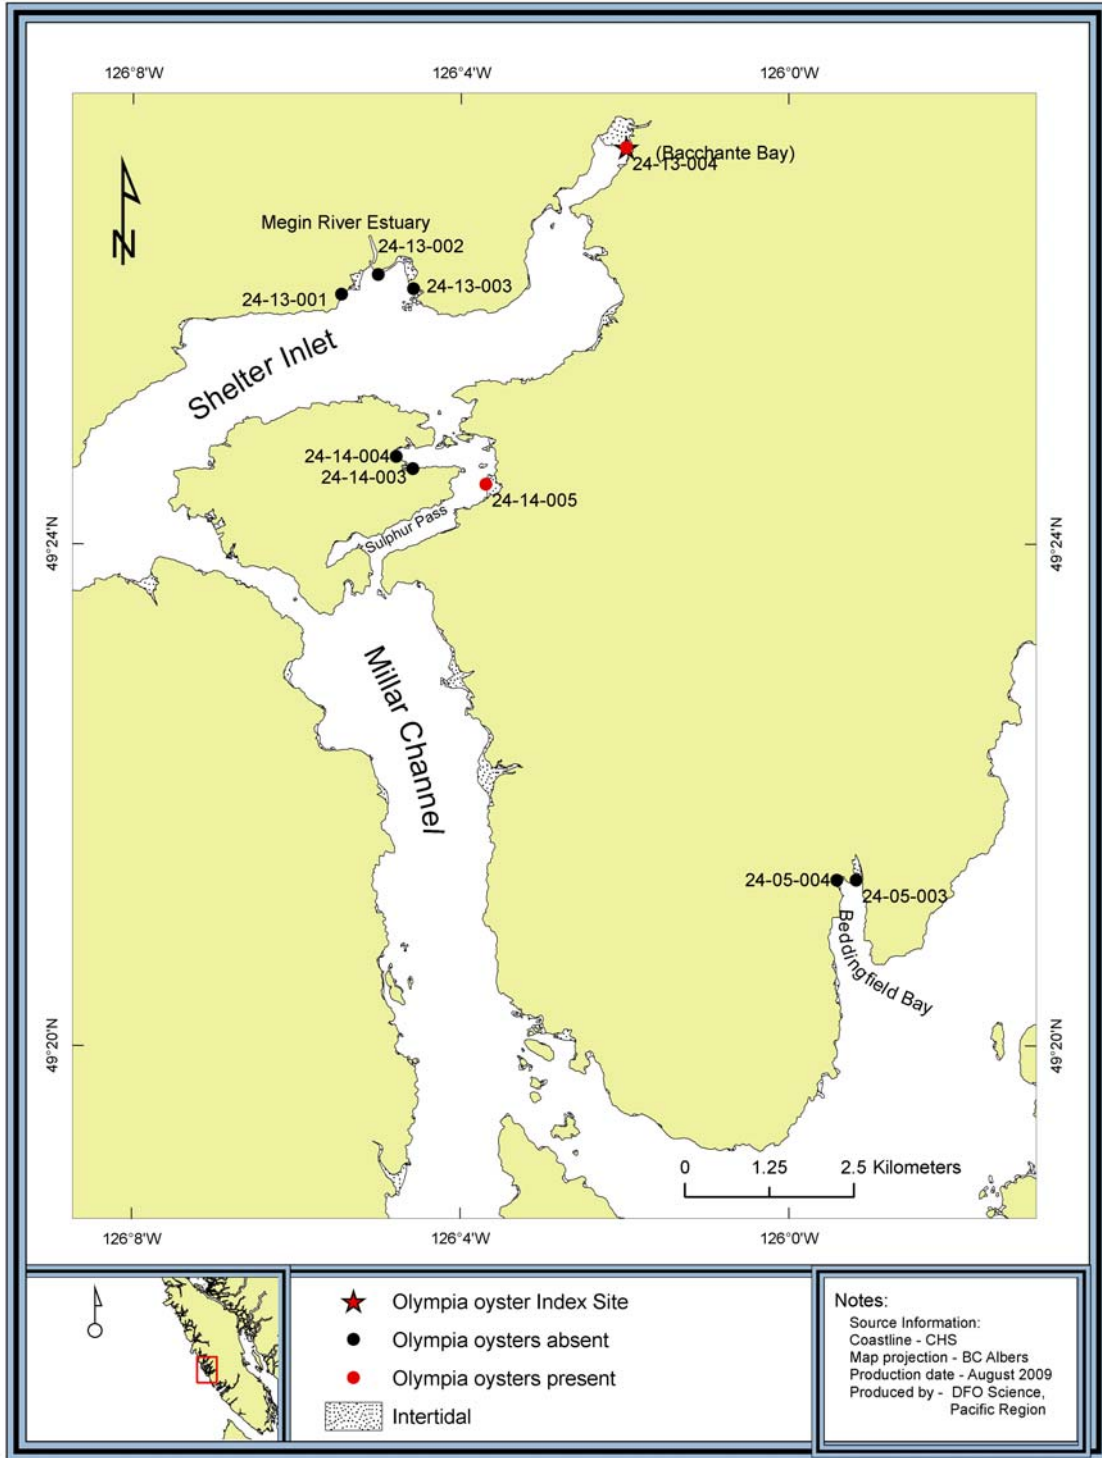 126°8'W
126°4'W
126°0'W
(Bacchante Bay)
24-13-004
N
Megin River Estuary
24-13-002
24-13-003
24-13-001
Shelter Inlet
24-14-004
24-14-003
24-14-005
Sulphur Pass
49°24'N
49°24'N
Millar Channel
24-05-004
24-05-003
Beddingfield Bay
49°20'N
49°20'N
0 1.25 2.5 Kilometers
126°8'W
126°4'W
126°0'W
Olympia oyster Index Site
Olympia oysters absent
Olympia oysters present
Intertidal
Notes:
Source Information:
Coastline - CHS
Map projection - BC Albers
Production date - August 2009
Produced by - DFO Science,
Pacific Region